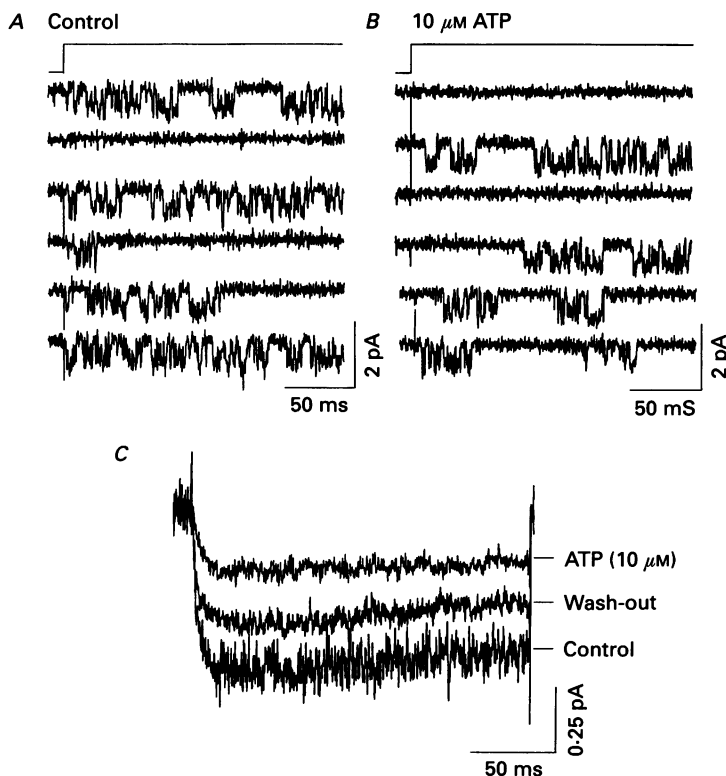 A Control
B 10 μM ATP
2 pA
50 ms
2 pA
50 mS
C
ATP (10 μM)
Wash-out
Control
0·25 pA
50 ms